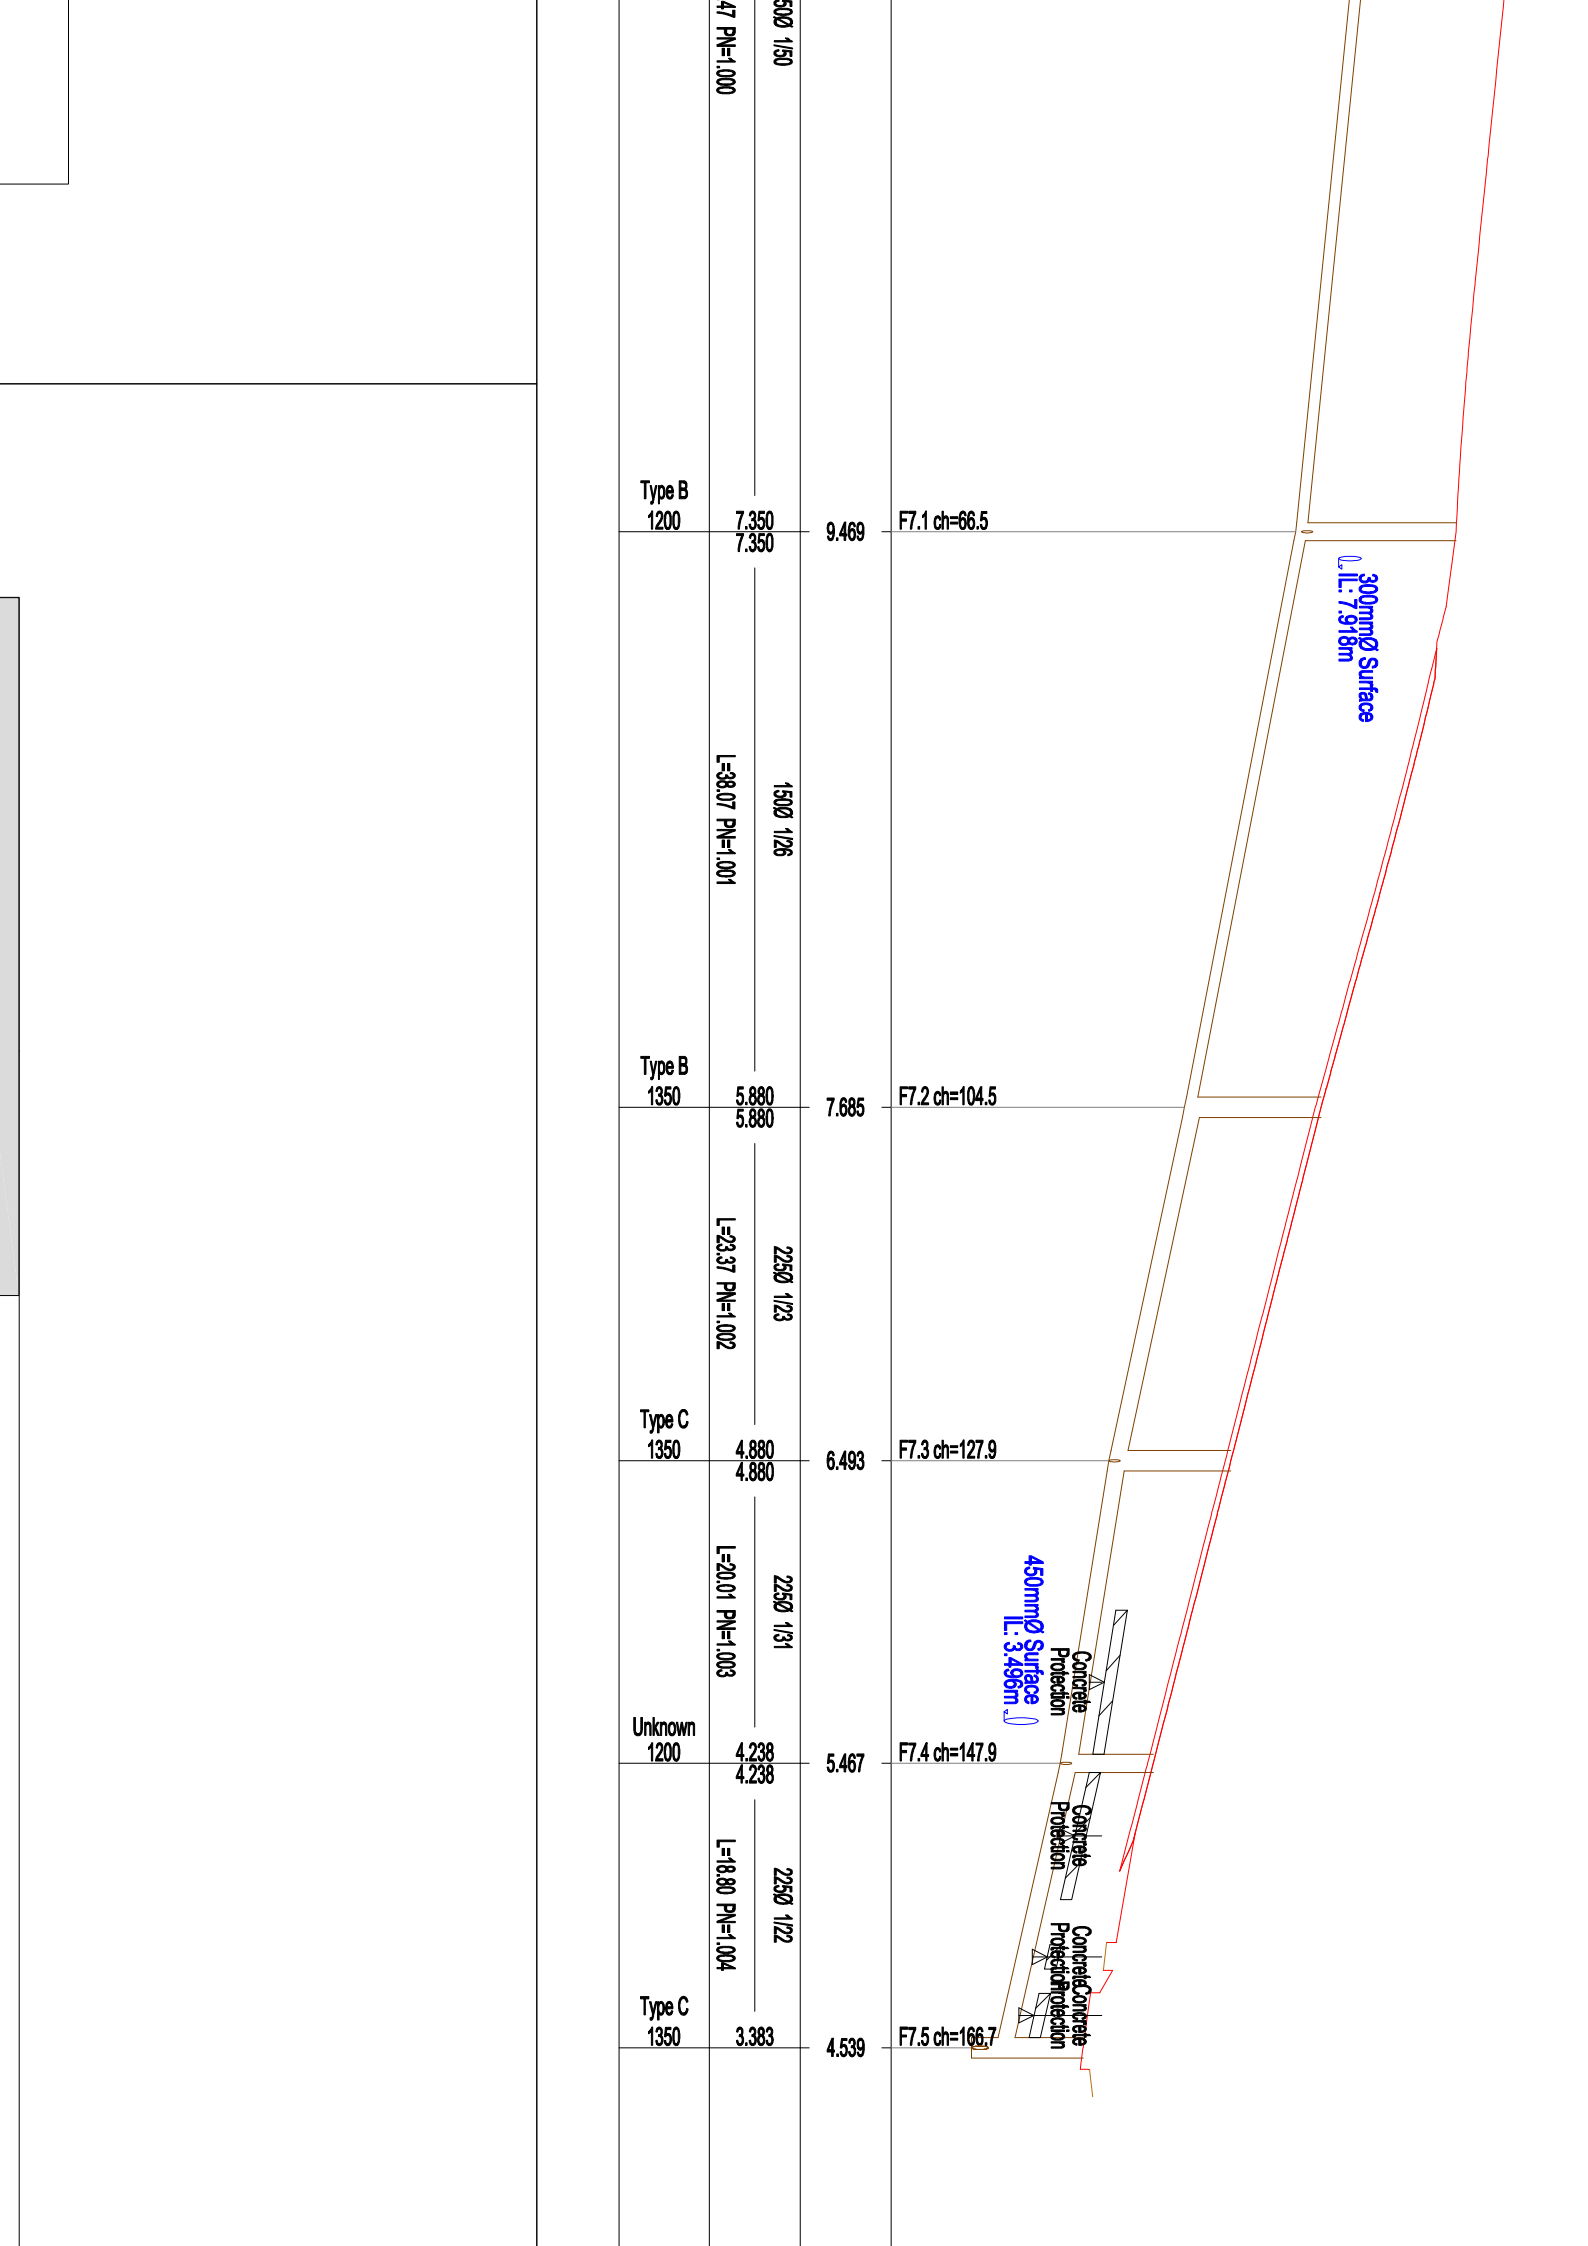 50Ø 1/50
47 PN=1.000
Type B
1200
7.350
7.350
9.469
F7.1 ch=66.5
300mmØ Surface
IL: 7.918m
150Ø 1/26
L=38.07 PN=1.001
Type B
1350
5.880
5.880
7.685
F7.2 ch=104.5
225Ø 1/23
L=23.37 PN=1.002
Type C
1350
4.880
4.880
6.493
F7.3 ch=127.9
225Ø 1/31
L=20.01 PN=1.003
450mmØ Surface
IL: 3.496m
Concrete
Protection
Unknown
1200
4.238
4.238
5.467
F7.4 ch=147.9
Concrete
Protection
225Ø 1/22
L=18.80 PN=1.004
Concrete
Protection
Concrete
Protection
Type C
1350
3.383
4.539
F7.5 ch=166.7